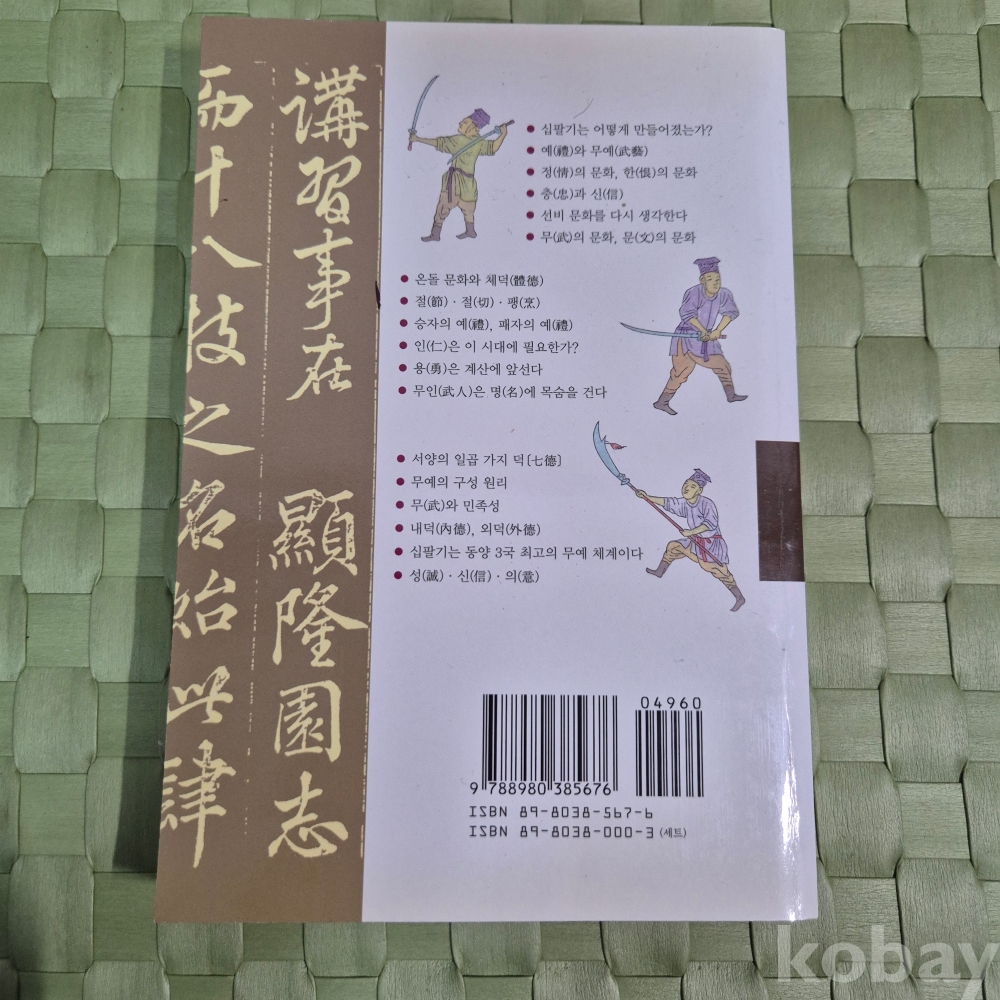 講習事在 顯隆園志
而十八技之名始此肆
십팔기는 어떻게 만들어졌는가?
예(禮)와 무예(武藝)
정(情)의 문화, 한(恨)의 문화
충(忠)과 신(信)
선비 문화를 다시 생각한다
무(武)의 문화, 문(文)의 문화
온돌 문화와 체덕(體德)
절(節)·절(切)·팽(烹)
승자의 예(禮), 패자의 예(禮)
인(仁)은 이 시대에 필요한가?
용(勇)은 계산에 앞선다
무인(武人)은 명(名)에 목숨을 건다
서양의 일곱 가지 덕〔七德〕
무예의 구성 원리
무(武)와 민족성
내덕(內德), 외덕(外德)
십팔기는 동양 3국 최고의 무예 체계이다
성(誠)·신(信)·의(意)
04960
9 788980 385676
ISBN 89-8038-567-6
ISBN 89-8038-000-3 (세트)
kobay